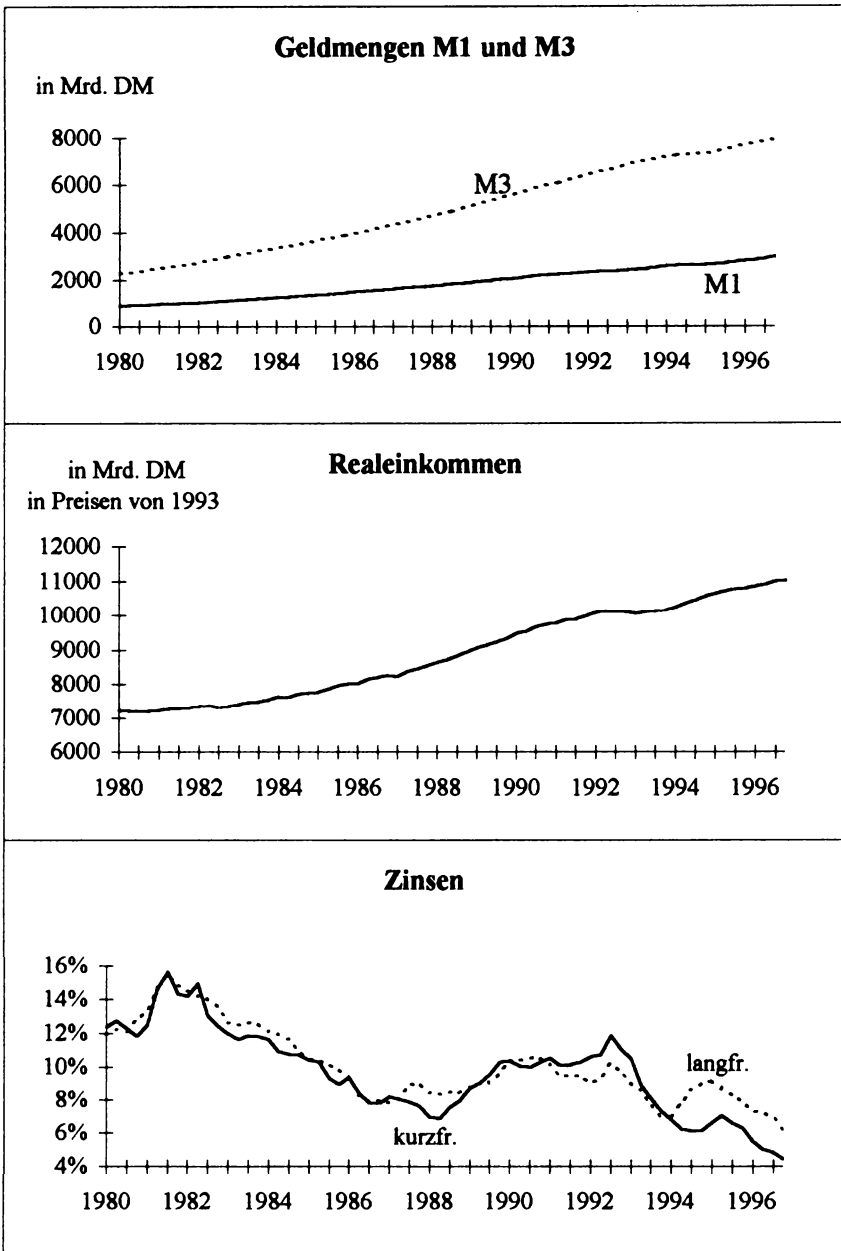 Geldmengen M1 und M3
in Mrd. DM
8000
6000
4000
2000
0
M3
M1
1980 1982 1984 1986 1988 1990 1992 1994 1996
in Mrd. DM
in Preisen von 1993
Realeinkommen
12000
11000
10000
9000
8000
7000
6000
1980 1982 1984 1986 1988 1990 1992 1994 1996
Zinsen
16%
14%
12%
10%
8%
6%
4%
langfr.
kurzfr.
1980 1982 1984 1986 1988 1990 1992 1994 1996